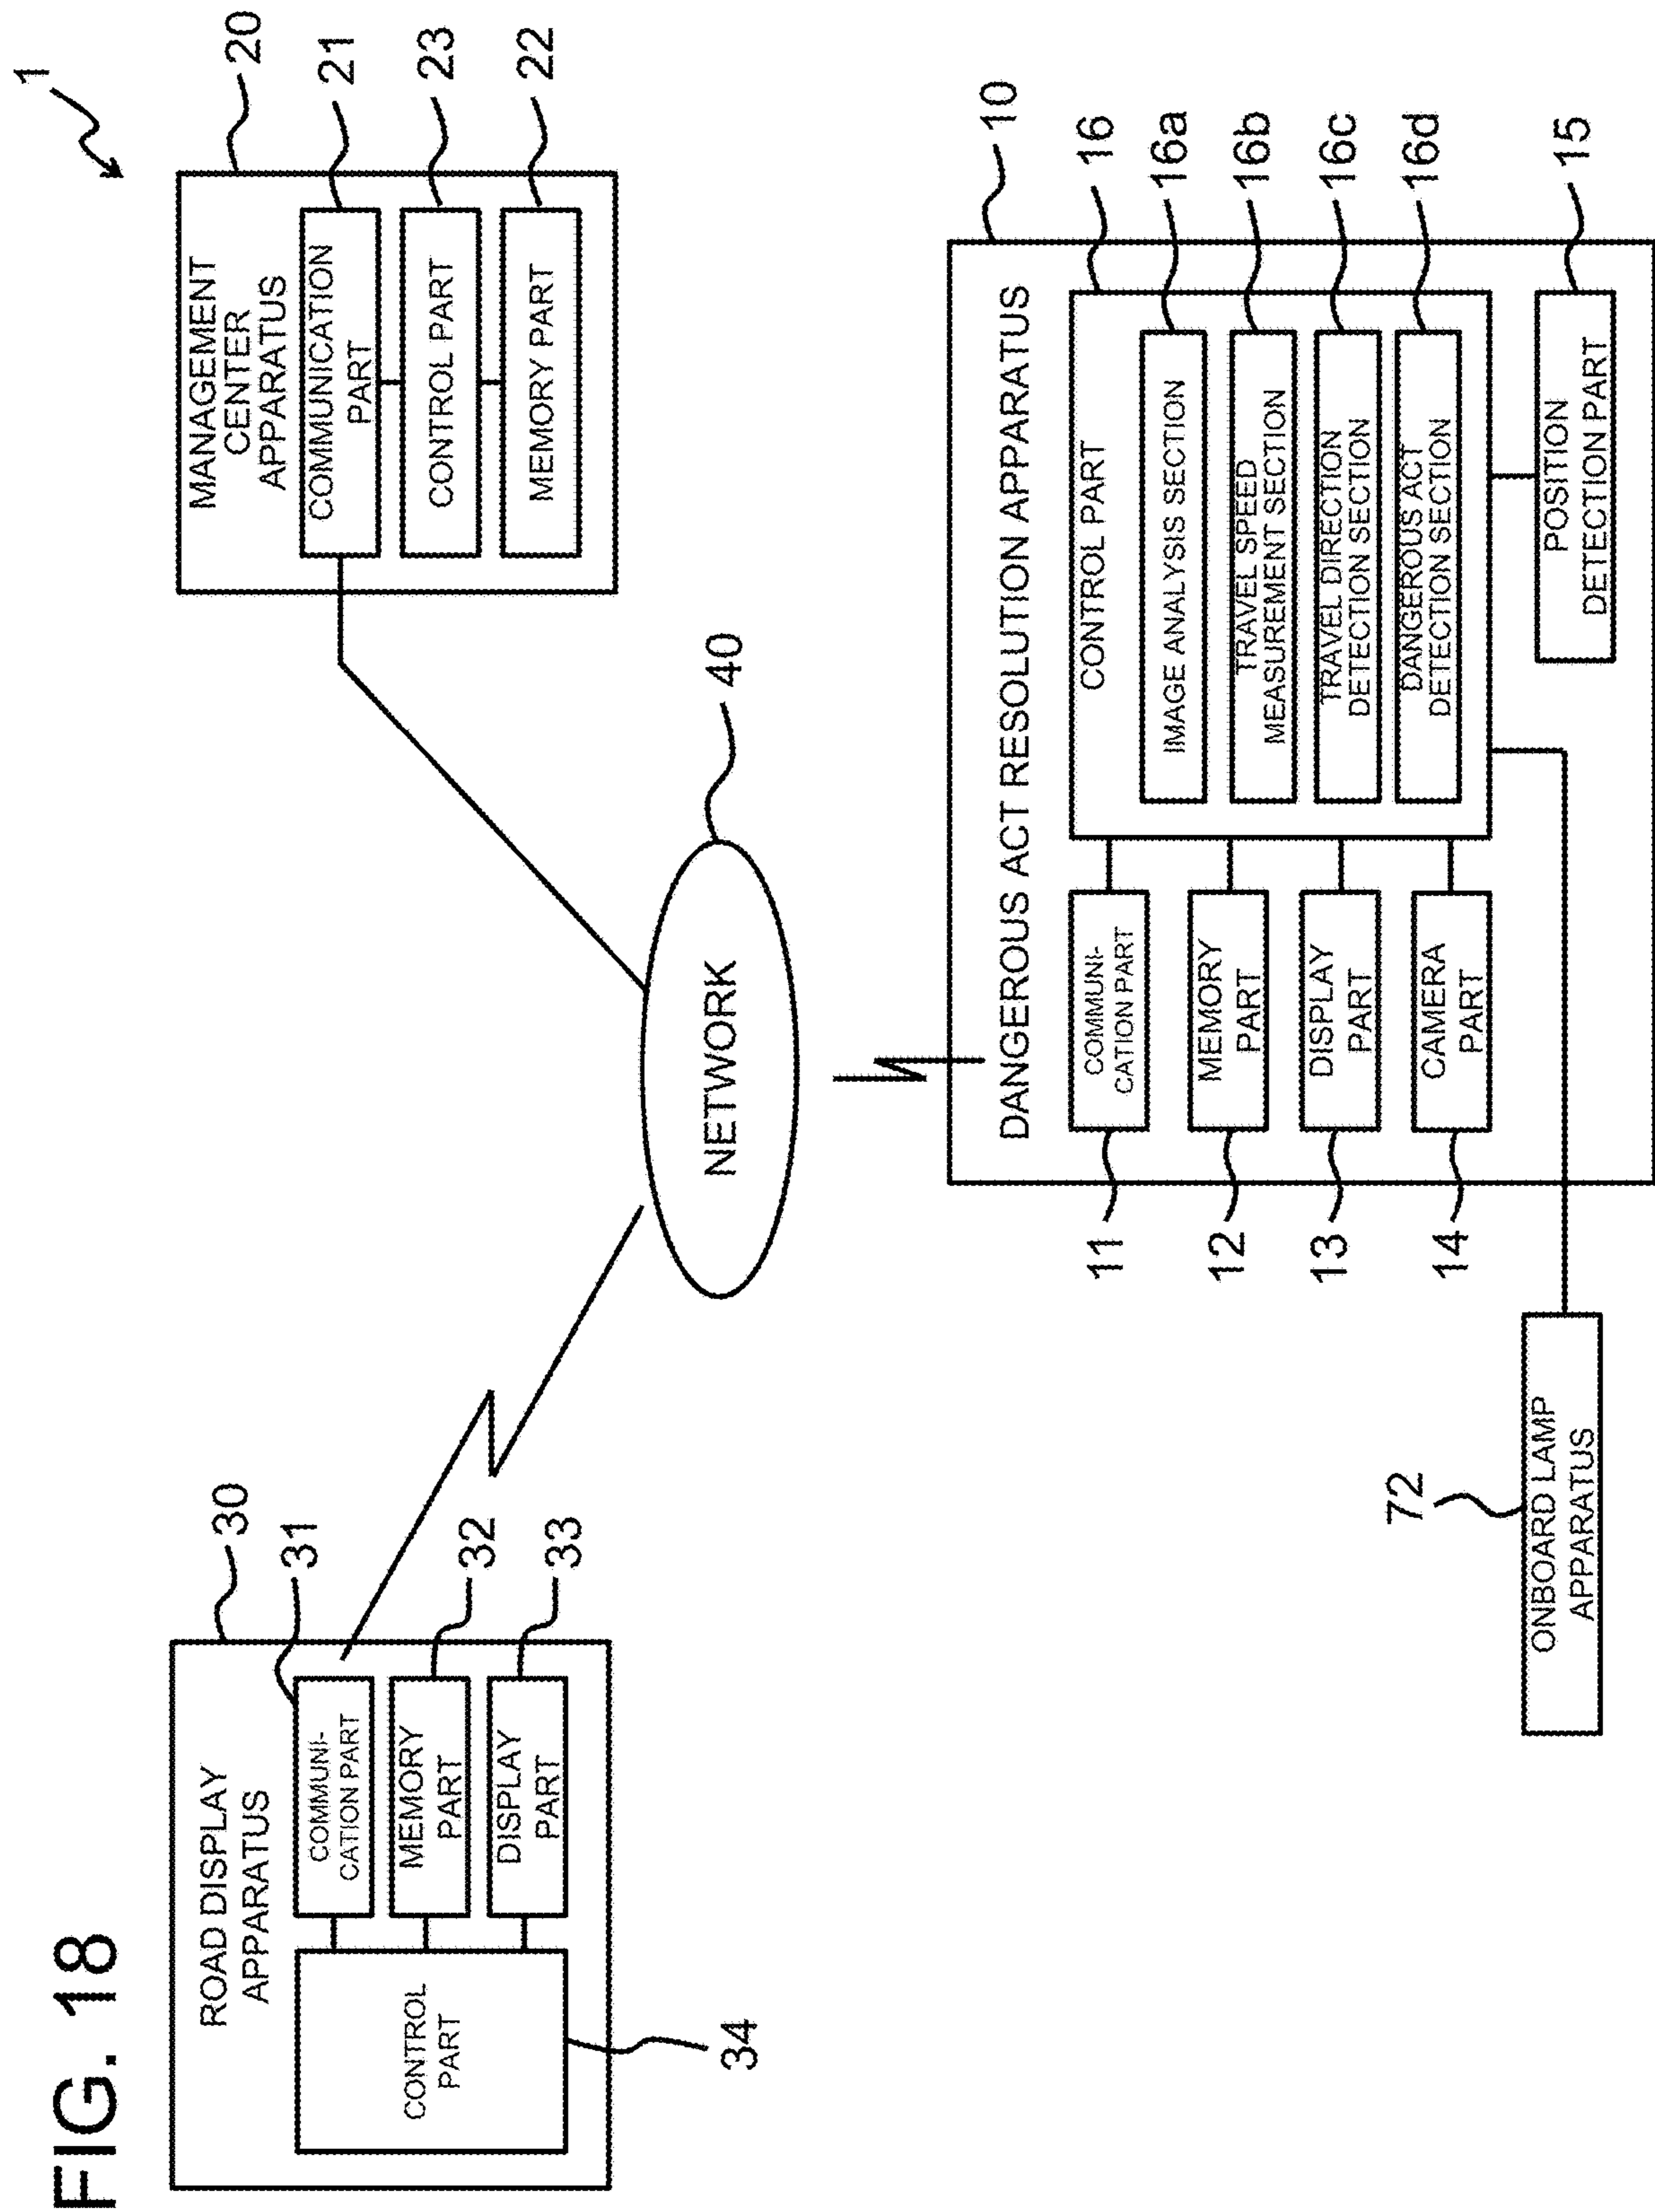 FIG. 18
1
ROAD DISPLAY
APPARATUS
30
CONTROL
PART
34
COMMUNI-
CATION PART
31
MEMORY
PART
32
DISPLAY
PART
33
MANAGEMENT
CENTER
APPARATUS
20
COMMUNICATION
PART
21
CONTROL PART
23
MEMORY PART
22
NETWORK
40
DANGEROUS ACT RESOLUTION APPARATUS
10
COMMUNI-
CATION PART
11
MEMORY
PART
12
DISPLAY
PART
13
CAMERA
PART
14
CONTROL PART
16
IMAGE ANALYSIS SECTION
16a
TRAVEL SPEED
MEASUREMENT SECTION
16b
TRAVEL DIRECTION
DETECTION SECTION
16c
DANGEROUS ACT
DETECTION SECTION
16d
POSITION
DETECTION PART
15
ONBOARD LAMP
APPARATUS
72